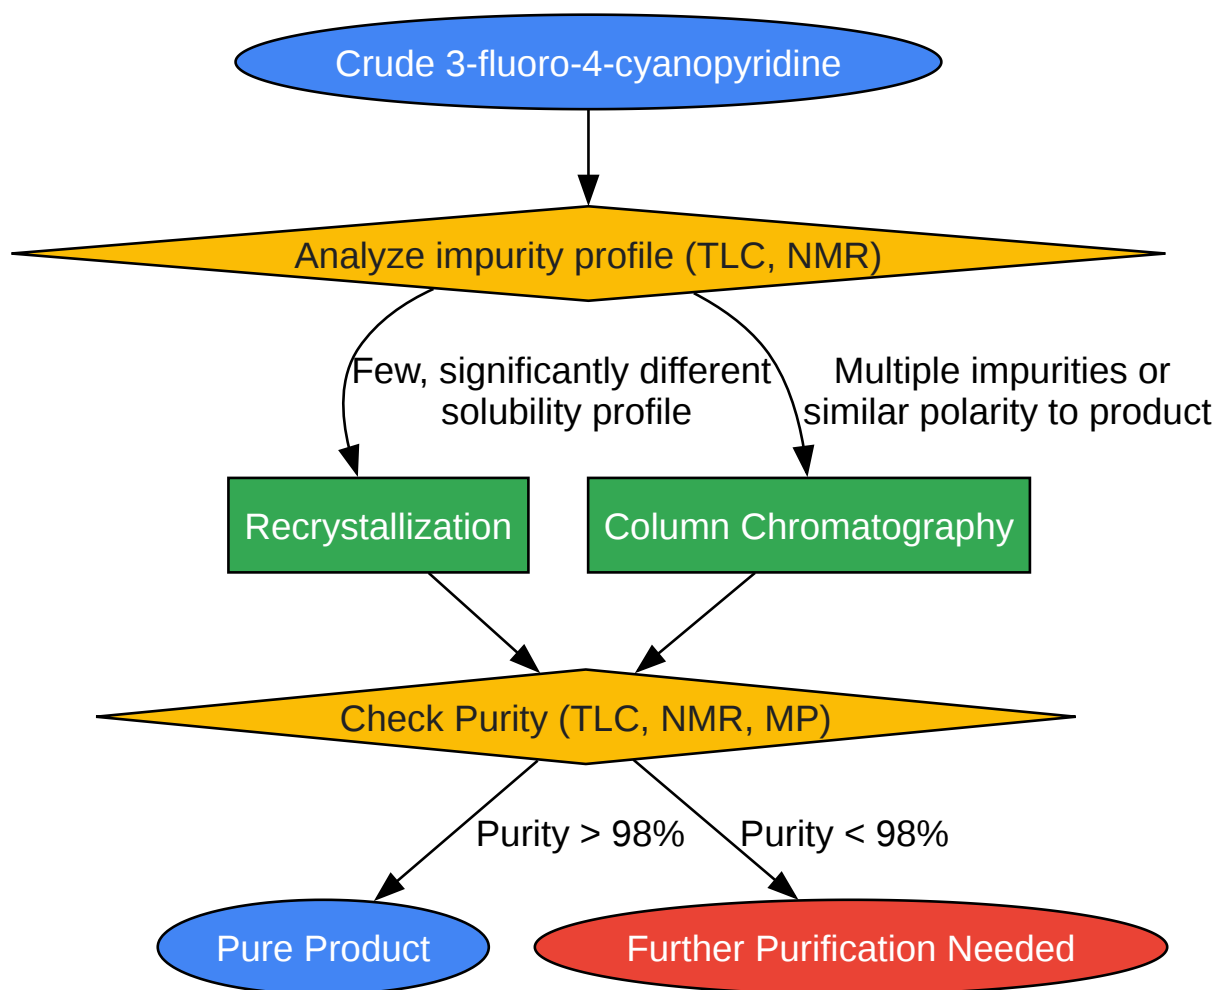 Crude 3-fluoro-4-cyanopyridine
Analyze impurity profile (TLC, NMR)
Few, significantly different
solubility profile
Multiple impurities or
similar polarity to product
Recrystallization
Column Chromatography
Check Purity (TLC, NMR, MP)
Purity > 98%
Purity < 98%
Pure Product
Further Purification Needed